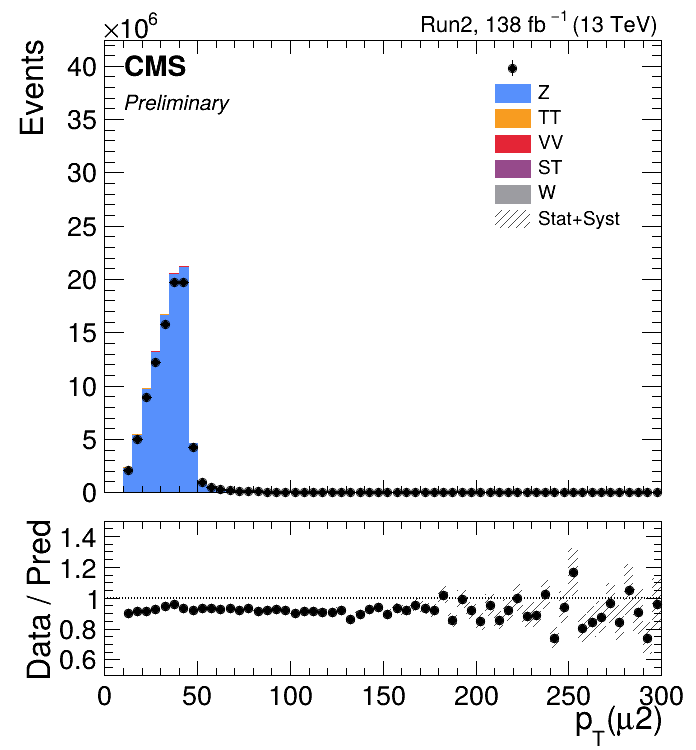 ×10⁶
Run2, 138 fb⁻¹ (13 TeV)
Events
CMS
Preliminary
Z
TT
VV
ST
W
Stat+Syst
40
35
30
25
20
15
10
5
0
Data / Pred
1.4
1.2
1
0.8
0.6
0 50 100 150 200 250 300
p_T(μ2)